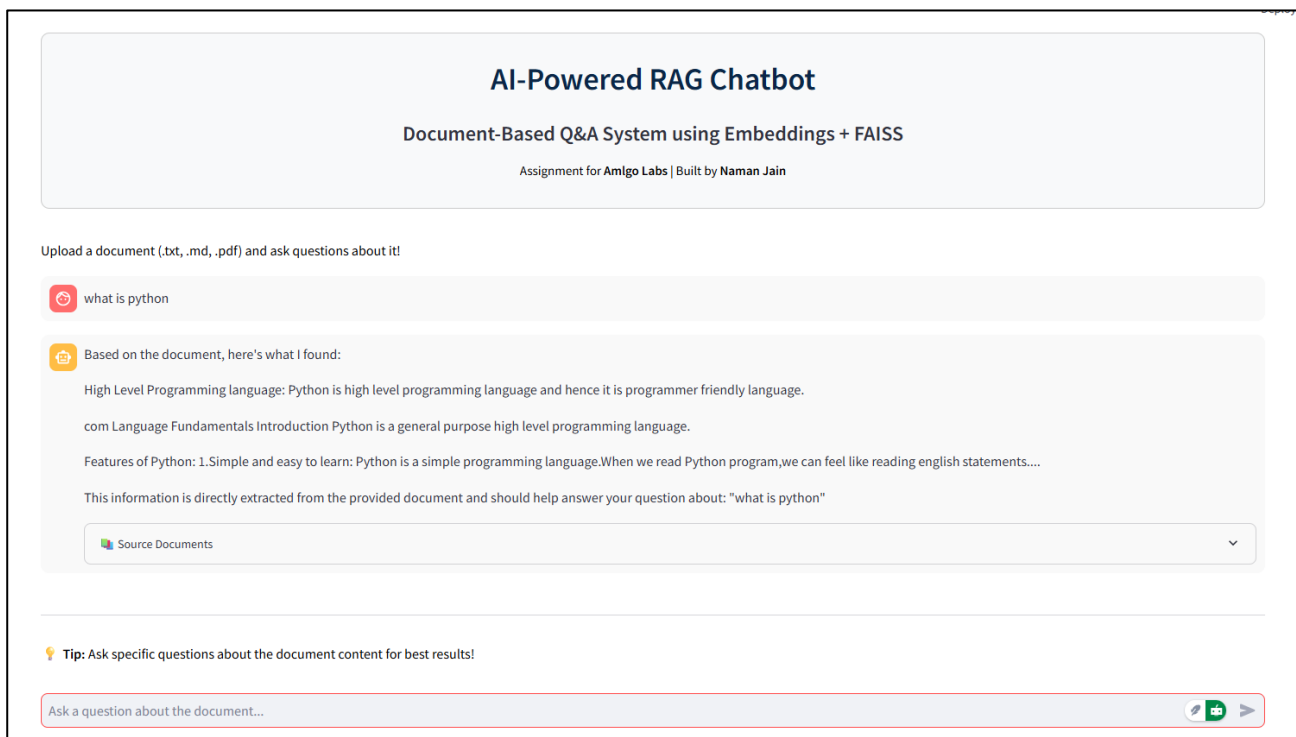 AI-Powered RAG Chatbot
Document-Based Q&A System using Embeddings + FAISS
Assignment for Amlgo Labs | Built by Naman Jain
Upload a document (.txt, .md, .pdf) and ask questions about it!
what is python
Based on the document, here's what I found:
High Level Programming language: Python is high level programming language and hence it is programmer friendly language.
com Language Fundamentals Introduction Python is a general purpose high level programming language.
Features of Python: 1.Simple and easy to learn: Python is a simple programming language.When we read Python program,we can feel like reading english statements....
This information is directly extracted from the provided document and should help answer your question about: "what is python"
Source Documents
Tip: Ask specific questions about the document content for best results!
Ask a question about the document...